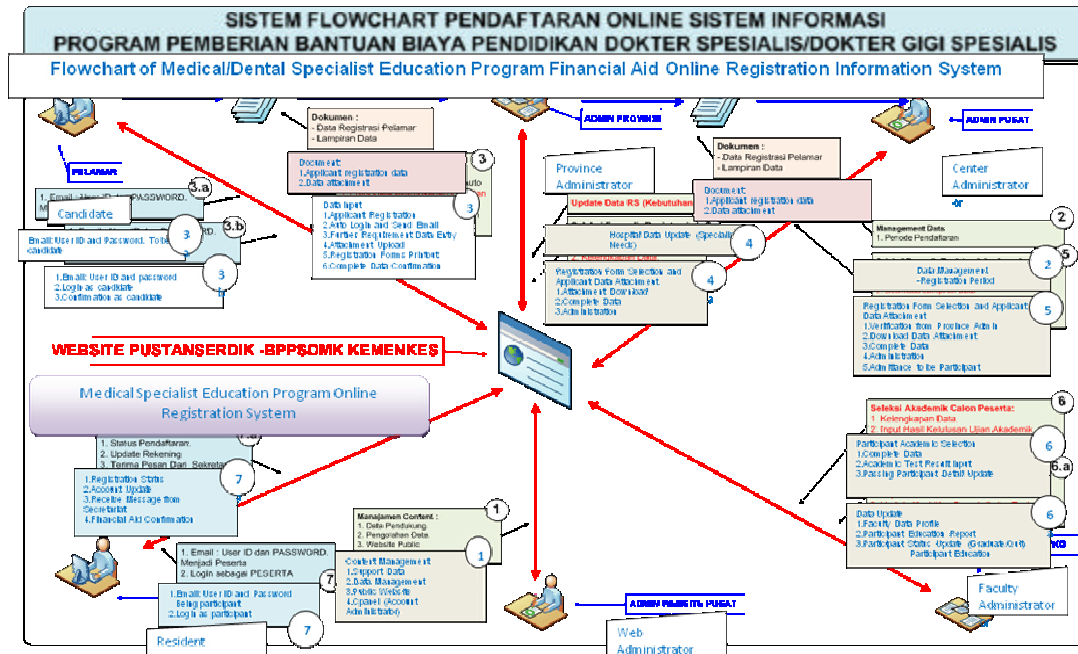 SISTEM FLOWCHART PENDAFTARAN ONLINE SISTEM INFORMASI
PROGRAM PEMBERIAN BANTUAN BIAYA PENDIDIKAN DOKTER SPESIALIS/DOKTER GIGI SPESIALIS
Flowchart of Medical/Dental Specialist Education Program Financial Aid Online Registration Information System
PELAMAR
Dokumen :
- Data Registrasi Pelamar
- Lampiran Data
Document:
1.Applicant registration data
2.Data attachment
ADMIN PROVINSI
ADMIN PUSAT
Dokumen :
- Data Registrasi Pelamar
- Lampiran Data
Document:
1.Applicant registration data
2.Data attachment
3.a
1. Email : User ID PASSWORD.
Candidate
3.b
3
Email: User ID and Password. To
candidate
3
1.Email: User ID and password
2.Login as candidate
3.Confirmation as candidate
3
Data Input
1.Applicant Registration
2.Auto Login and Send Email
3.Further Requirement Data Entry
4.Attachment Upload
5.Registration Forms Printout
6.Complete Data Confirmation
3
Province
Administrator
Update Data RS (Kebutuhan
Hospital Data Update (Special
Needs)
4
Registration Form Selection and
Applicant Data Attachment
1.Attachment Download
2.Complete Data
3.Administration
4
a
Center
Administrator
or
2
Management Data
1. Periode Pendaftaran
Data Management
-Registration Period
2
5
Registration Form Selection and Applicant
Data Attachment
1.Verification from Province Admin
2.Download Data Attachment
3.Complete Data
4.Administration
5.Admittance to be Participant
5
WEBSITE PUSTANSERDIK -BPPSDMK KEMENKES
Medical Specialist Education Program Online
Registration System
1. Status Pendaftaran.
2. Update Rekening
3. Terima Pesan Dari Sekretar
1.Registration Status
2.Account Update
3.Receive Message from
Secretariat
4.Financial Aid Confirmation
7
Seleksi Akademik Calon Peserta:
1. Kelengkapan Data
2. Input Hasil Kelulusan Ujian Akademik
6
Participant Academic Selection
1.Complete Data
2.Academic Test Result Input
3.Passing Participant Detail Update
6
6.a
Data Update
1.Faculty Data Profile
2.Participant Education Report
3.Participant Status Update (Graduate/Quit)
Participant Education
6
Manajamen Content :
1. Data Pendukung.
2. Pengolahan Data.
3. Website Public
1
Content Management
1.Support Data
2.Data Management
3.Public Website
4.Cpanel (Account
Administrator)
1
1. Email : User ID dan PASSWORD.
Menjadi Peserta
2. Login sebagai PESERTA
7
1.Email: User ID and Password
Being participant
2.Login as participant
7
Resident
ADMIN WEBSITE PUSAT
Web
Administrator
Faculty
Administrator
or